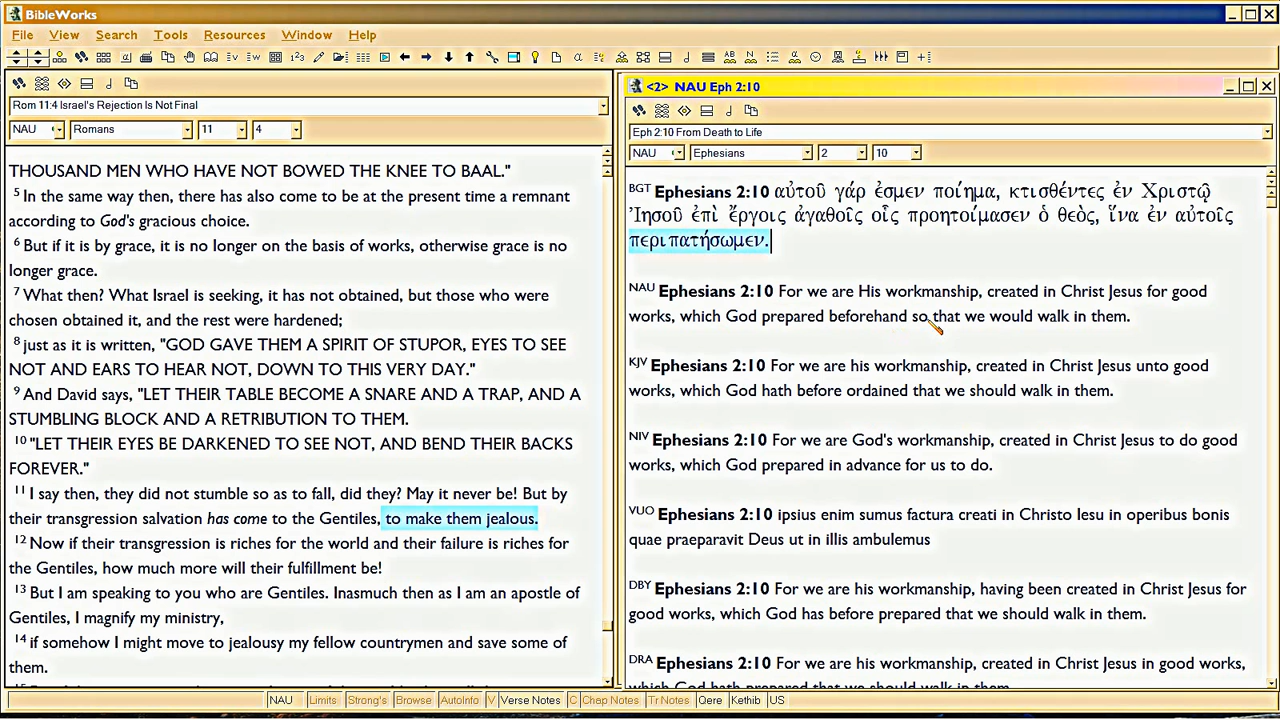 BibleWorks
File View Search Tools Resources Window Help
Rom 11:4 Israel's Rejection Is Not Final
NAU Romans 11 4
THOUSAND MEN WHO HAVE NOT BOWED THE KNEE TO BAAL."
5 In the same way then, there has also come to be at the present time a remnant
according to God's gracious choice.
6 But if it is by grace, it is no longer on the basis of works, otherwise grace is no
longer grace.
7 What then? What Israel is seeking, it has not obtained, but those who were
chosen obtained it, and the rest were hardened;
8 just as it is written, "GOD GAVE THEM A SPIRIT OF STUPOR, EYES TO SEE
NOT AND EARS TO HEAR NOT, DOWN TO THIS VERY DAY."
9 And David says, "LET THEIR TABLE BECOME A SNARE AND A TRAP, AND A
STUMBLING BLOCK AND A RETRIBUTION TO THEM.
10 "LET THEIR EYES BE DARKENED TO SEE NOT, AND BEND THEIR BACKS
FOREVER."
11 I say then, they did not stumble so as to fall, did they? May it never be! But by
their transgression salvation has come to the Gentiles, to make them jealous.
12 Now if their transgression is riches for the world and their failure is riches for
the Gentiles, how much more will their fulfillment be!
13 But I am speaking to you who are Gentiles. Inasmuch then as I am an apostle of
Gentiles, I magnify my ministry,
14 if somehow I might move to jealousy my fellow countrymen and save some of
them.
<2> NAU Eph 2:10
Eph 2:10 From Death to Life
NAU Ephesians 2 10
BGT Ephesians 2:10 αὐτοῦ γάρ ἐσμεν ποίημα, κτισθέντες ἐν Χριστῷ
Ἰησοῦ ἐπὶ ἔργοις ἀγαθοῖς οἷς προητοίμασεν ὁ θεὸς, ἵνα ἐν αὐτοῖς
περιπατήσωμεν.
NAU Ephesians 2:10 For we are His workmanship, created in Christ Jesus for good
works, which God prepared beforehand so that we would walk in them.
KJV Ephesians 2:10 For we are his workmanship, created in Christ Jesus unto good
works, which God hath before ordained that we should walk in them.
NIV Ephesians 2:10 For we are God's workmanship, created in Christ Jesus to do good
works, which God prepared in advance for us to do.
VUO Ephesians 2:10 ipsius enim sumus factura creati in Christo Iesu in operibus bonis
quae praeparavit Deus ut in illis ambulemus
DBY Ephesians 2:10 For we are his workmanship, having been created in Christ Jesus for
good works, which God has before prepared that we should walk in them.
DRA Ephesians 2:10 For we are his workmanship, created in Christ Jesus in good works,
which God hath prepared that we should walk in them.
NAU Limits Strong's Browse AutoInfo V Verse Notes C Chap Notes Tr Notes Qere Kethib US